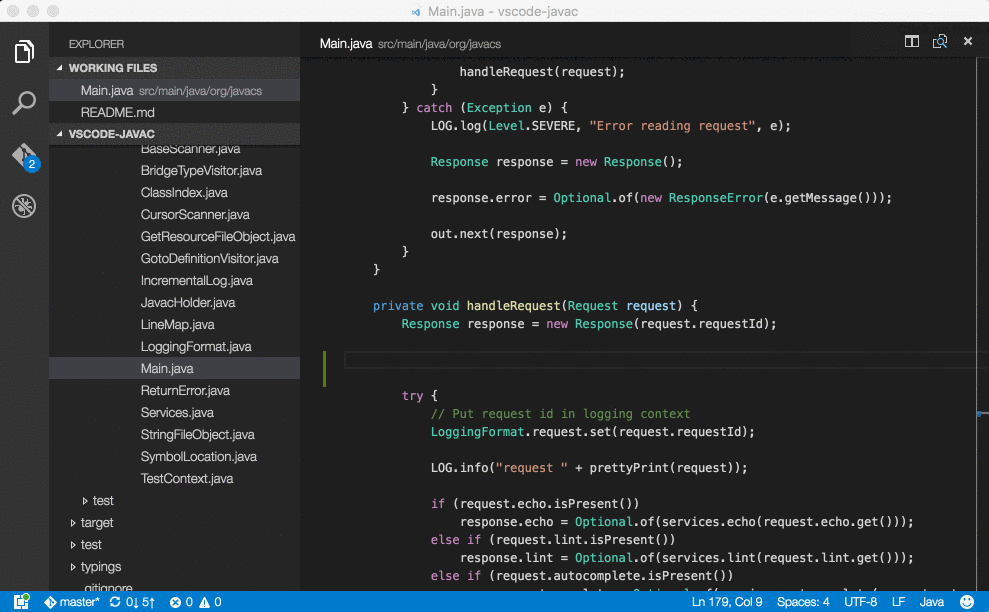 Main.java - vscode-javac
EXPLORER
WORKING FILES
Main.java src/main/java/org/javacs
README.md
VSCODE-JAVAC
BaseScanner.java
BridgeTypeVisitor.java
ClassIndex.java
CursorScanner.java
GetResourceFileObject.java
GotoDefinitionVisitor.java
IncrementalLog.java
JavacHolder.java
LineMap.java
LoggingFormat.java
Main.java
ReturnError.java
Services.java
StringFileObject.java
SymbolLocation.java
TestContext.java
test
target
test
typings
.gitignore
2
Main.java src/main/java/org/javacs
handleRequest(request);
}
} catch (Exception e) {
LOG.log(Level.SEVERE, "Error reading request", e);
Response response = new Response();
response.error = Optional.of(new ResponseError(e.getMessage()));
out.next(response);
}
}
private void handleRequest(Request request) {
Response response = new Response(request.requestId);
try {
// Put request id in logging context
LoggingFormat.request.set(request.requestId);
LOG.info("request " + prettyPrint(request));
if (request.echo.isPresent())
response.echo = Optional.of(services.echo(request.echo.get()));
else if (request.lint.isPresent())
response.lint = Optional.of(services.lint(request.lint.get()));
else if (request.autocomplete.isPresent())
master* 0↓ 5↑ 0 0 Ln 179, Col 9 Spaces: 4 UTF-8 LF Java